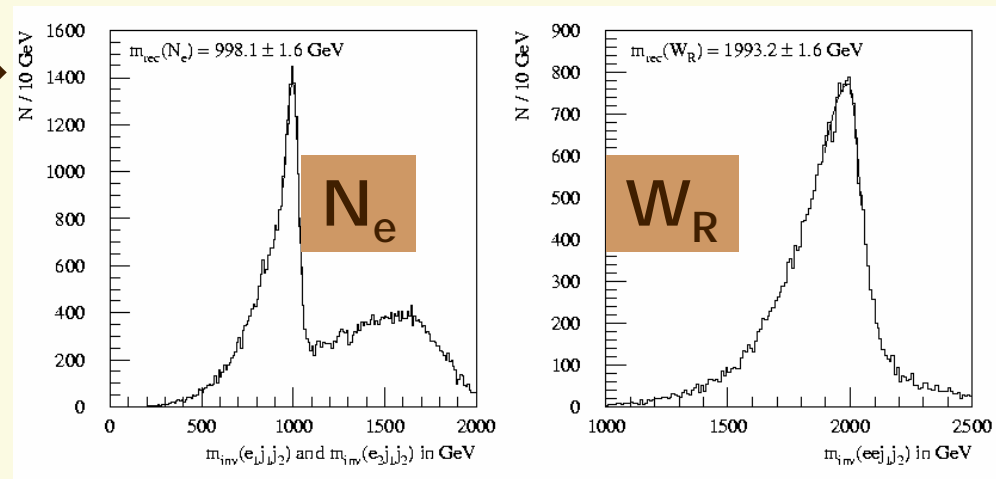 N / 10 GeV
1600
1400
1200
1000
800
600
400
200
0
m_rec(N_e) = 998.1 ± 1.6 GeV
N_e
0 500 1000 1500 2000
m_inv(e_1j_1j_2) and m_inv(e_2j_1j_2) in GeV
N / 10 GeV
900
800
700
600
500
400
300
200
100
0
m_rec(W_R) = 1993.2 ± 1.6 GeV
W_R
1000 1500 2000 2500
m_inv(eej_1j_2) in GeV